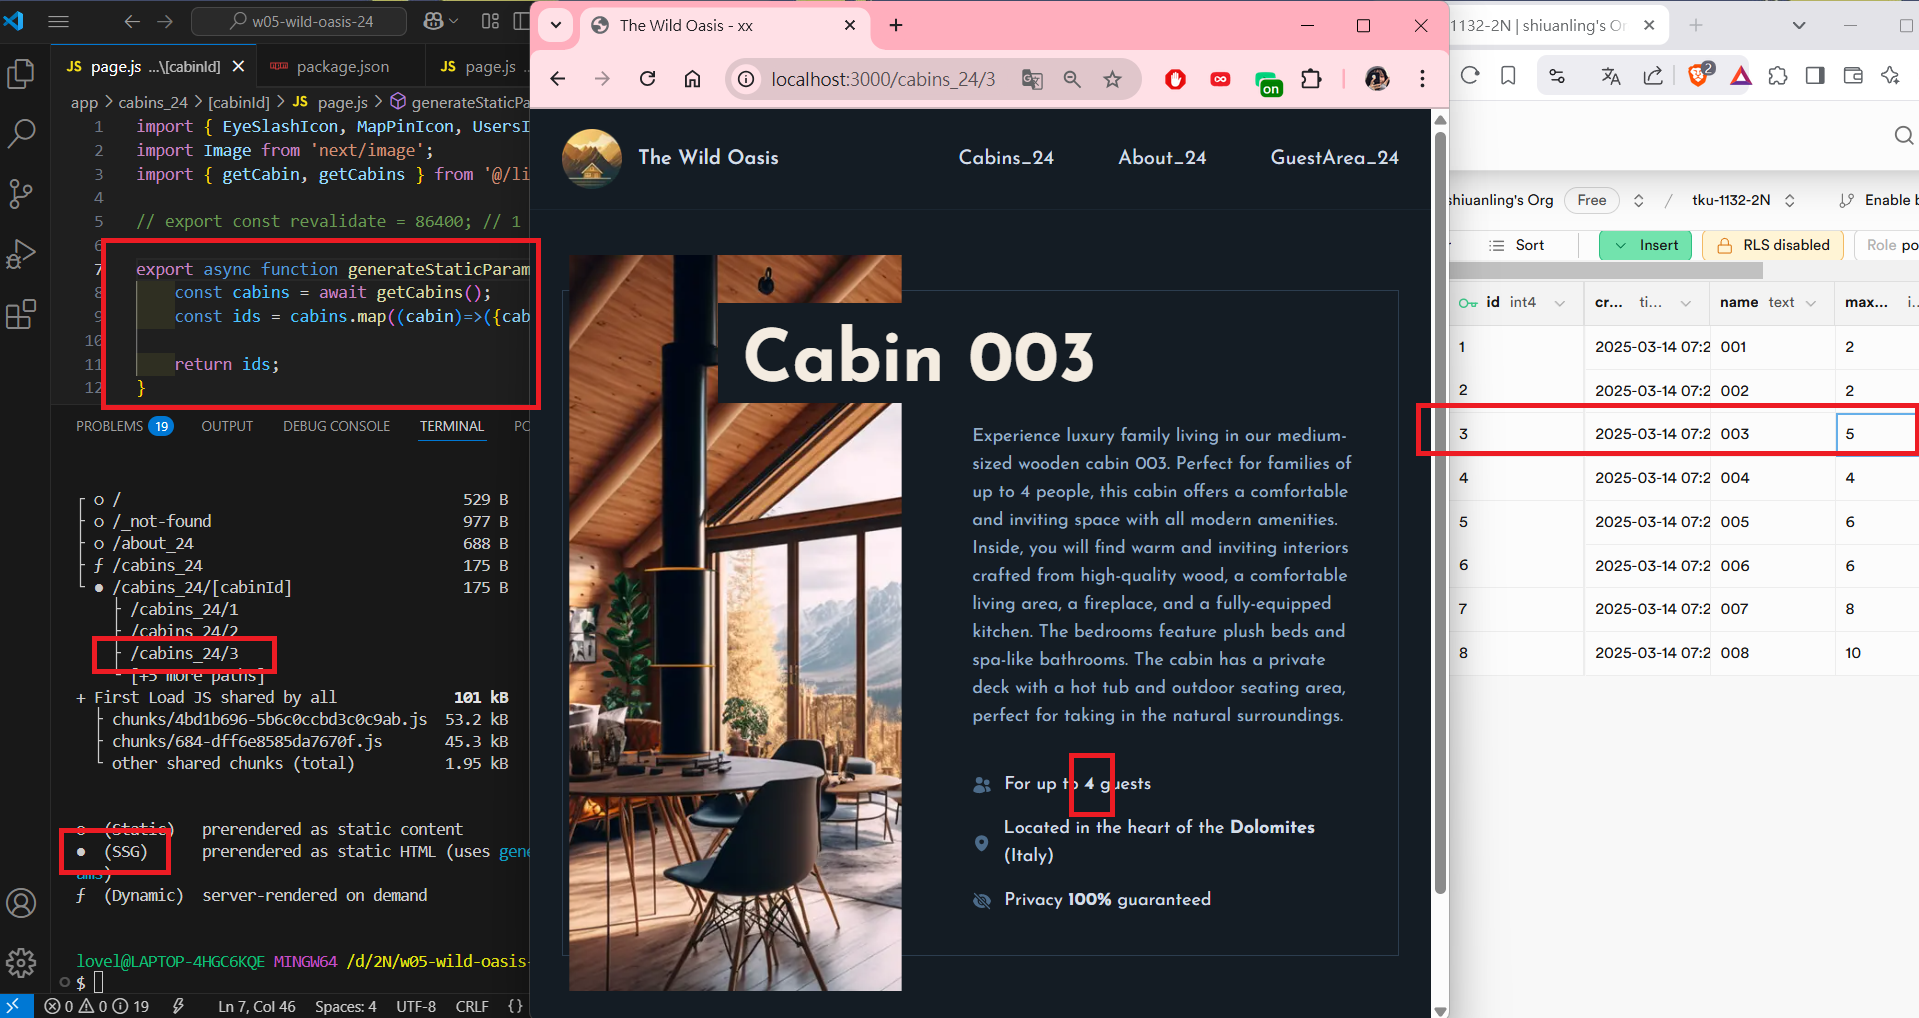 w05-wild-oasis-24
page.js ...\[cabinId]
package.json
page.js
app > cabins_24 > [cabinId] > JS page.js > generateStaticPara
1 import { EyeSlashIcon, MapPinIcon, UsersI
2 import Image from 'next/image';
3 import { getCabin, getCabins } from '@/li
4
5 // export const revalidate = 86400; // 1
6
7 export async function generateStaticParam
8 const cabins = await getCabins();
9 const ids = cabins.map((cabin)=>({cab
10
11 return ids;
12 }
PROBLEMS 19 OUTPUT DEBUG CONSOLE TERMINAL PO
┌ ○ / 529 B
├ ○ /_not-found 977 B
├ ○ /about_24 688 B
├ ƒ /cabins_24 175 B
└ ● /cabins_24/[cabinId] 175 B
├ /cabins_24/1
├ /cabins_24/2
├ /cabins_24/3
└ [+5 more paths]
+ First Load JS shared by all 101 kB
├ chunks/4bd1b696-5b6c0ccbd3c0c9ab.js 53.2 kB
├ chunks/684-dff6e8585da7670f.js 45.3 kB
└ other shared chunks (total) 1.95 kB
○ (Static) prerendered as static content
● (SSG) prerendered as static HTML (uses gene
ams)
ƒ (Dynamic) server-rendered on demand
lovel@LAPTOP-4HGC6KQE MINGW64 /d/2N/w05-wild-oasis-
$
0 0 19 Ln 7, Col 46 Spaces: 4 UTF-8 CRLF {}
The Wild Oasis - xx
localhost:3000/cabins_24/3
on
The Wild Oasis
Cabins_24 About_24 GuestArea_24
Cabin 003
Experience luxury family living in our medium-
sized wooden cabin 003. Perfect for families of
up to 4 people, this cabin offers a comfortable
and inviting space with all modern amenities.
Inside, you will find warm and inviting interiors
crafted from high-quality wood, a comfortable
living area, a fireplace, and a fully-equipped
kitchen. The bedrooms feature plush beds and
spa-like bathrooms. The cabin has a private
deck with a hot tub and outdoor seating area,
perfect for taking in the natural surroundings.
For up to 4 guests
Located in the heart of the Dolomites
(Italy)
Privacy 100% guaranteed
1132-2N | shiuanling's Or
2
shiuanling's Org Free / tku-1132-2N Enable b
Sort Insert RLS disabled Role po
id int4 cr... ti... name text max... i...
1 2025-03-14 07:2 001 2
2 2025-03-14 07:2 002 2
3 2025-03-14 07:2 003 5
4 2025-03-14 07:2 004 4
5 2025-03-14 07:2 005 6
6 2025-03-14 07:2 006 6
7 2025-03-14 07:2 007 8
8 2025-03-14 07:2 008 10